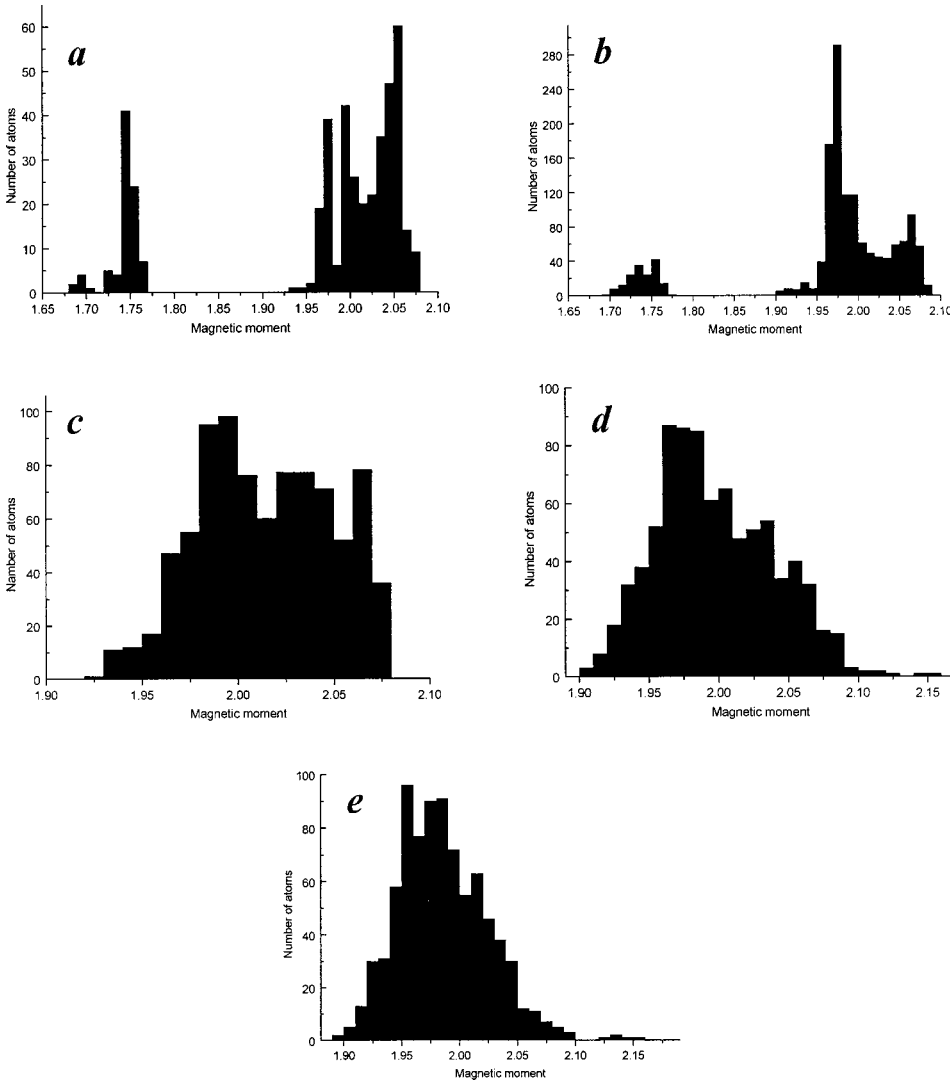 a
60
50
40
30
20
10
0
Number of atoms
1.65 1.70 1.75 1.80 1.85 1.90 1.95 2.00 2.05 2.10
Magnetic moment
b
280
240
200
160
120
80
40
0
Number of atoms
1.65 1.70 1.75 1.80 1.85 1.90 1.95 2.00 2.05 2.10
Magnetic moment
c
100
80
60
40
20
0
Namber of atoms
1.90 1.95 2.00 2.05 2.10
Magnetic moment
d
100
80
60
40
20
0
Number of atoms
1.90 1.95 2.00 2.05 2.10 2.15
Magnetic moment
e
100
80
60
40
20
0
Number of atoms
1.90 1.95 2.00 2.05 2.10 2.15
Magnetic moment